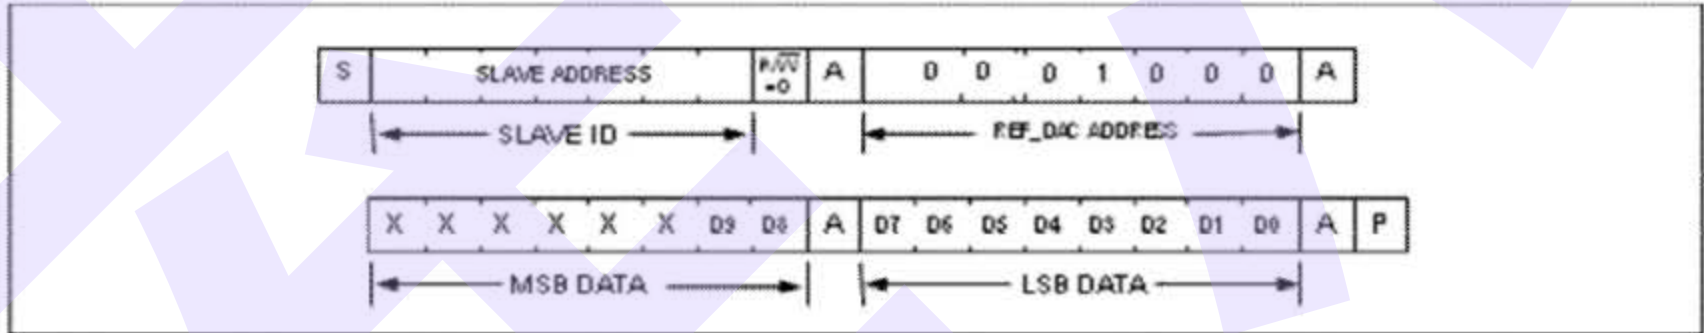 S SLAVE ADDRESS R/W =0 A 0 0 0 1 0 0 0 A
SLAVE ID REF_DAC ADDRESS
X X X X X X D9 D8 A D7 D6 D5 D4 D3 D2 D1 D0 A P
MSB DATA LSB DATA